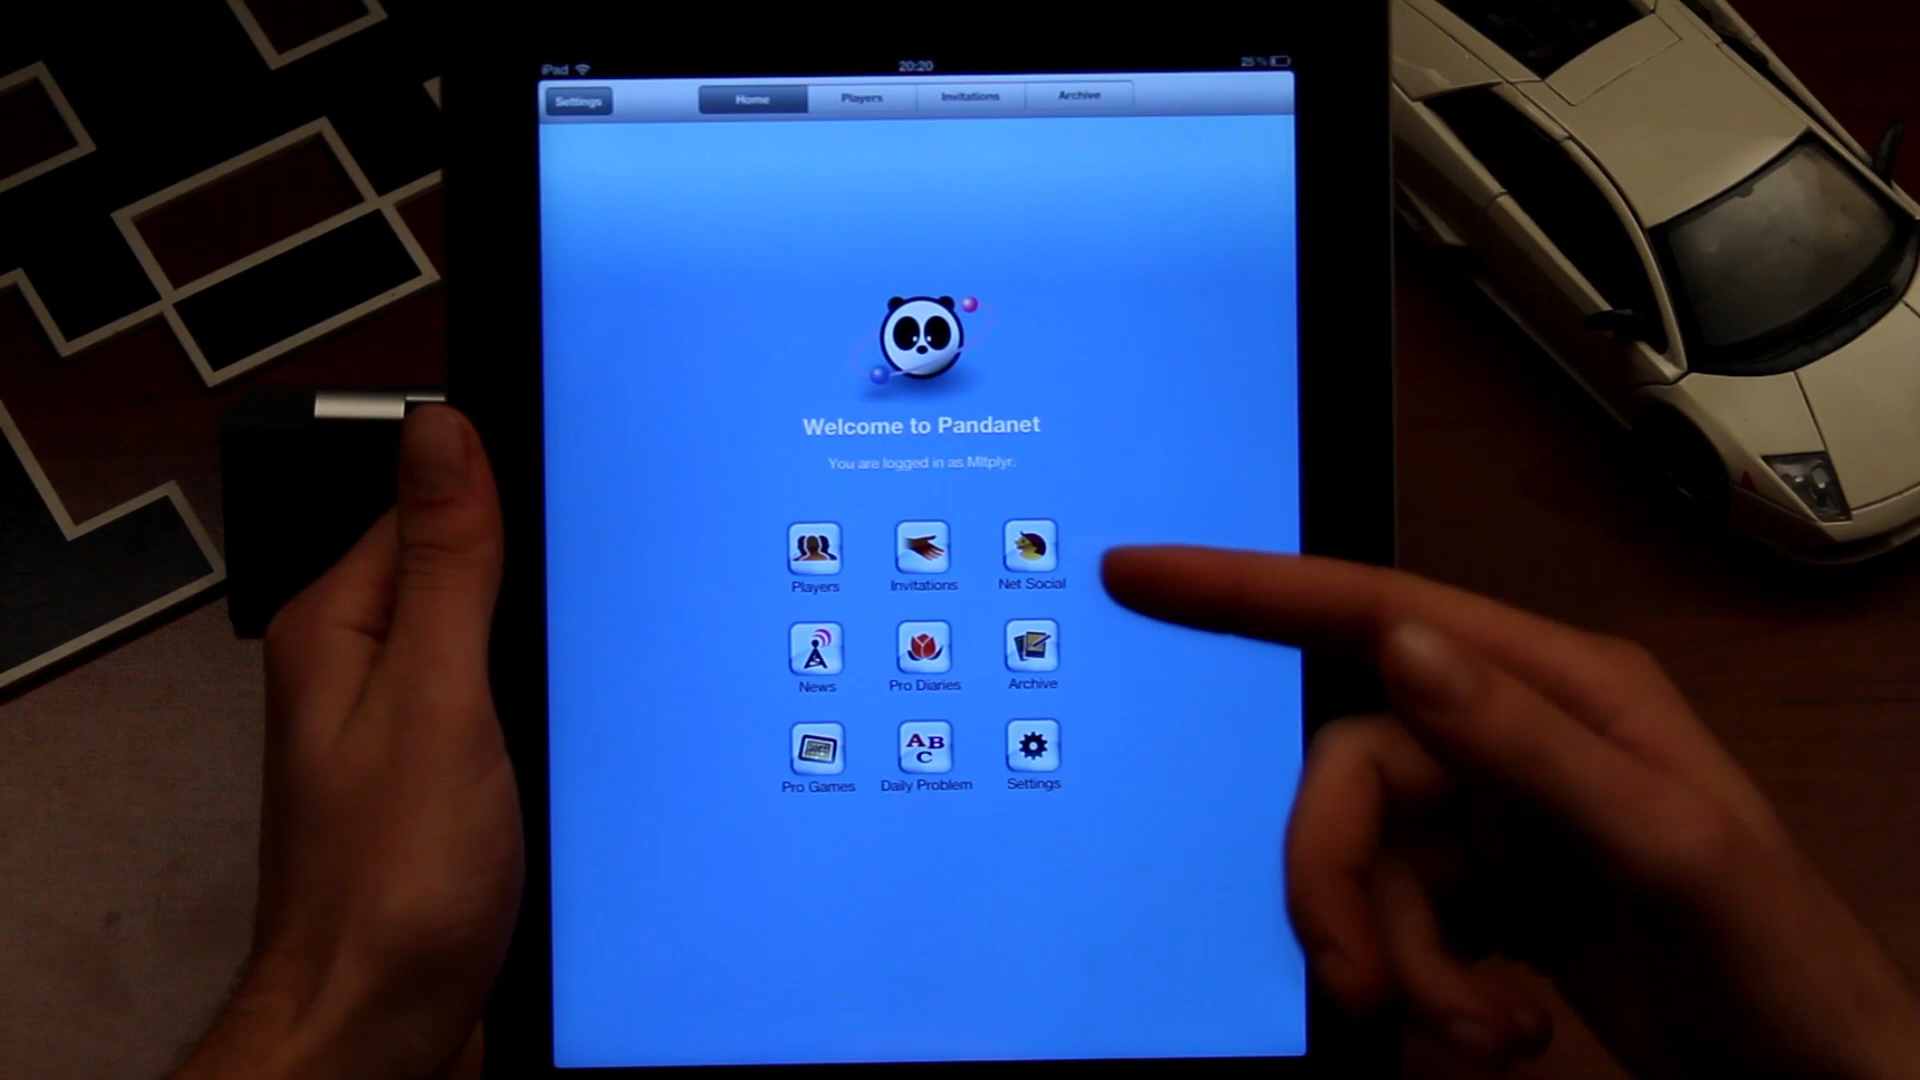 iPad 20:20 25%
Settings Home Players Invitations Archive
Welcome to Pandanet
You are logged in as Mltplyr.
Players Invitations Net Social
News Pro Diaries Archive
ABC
Pro Games Daily Problem Settings